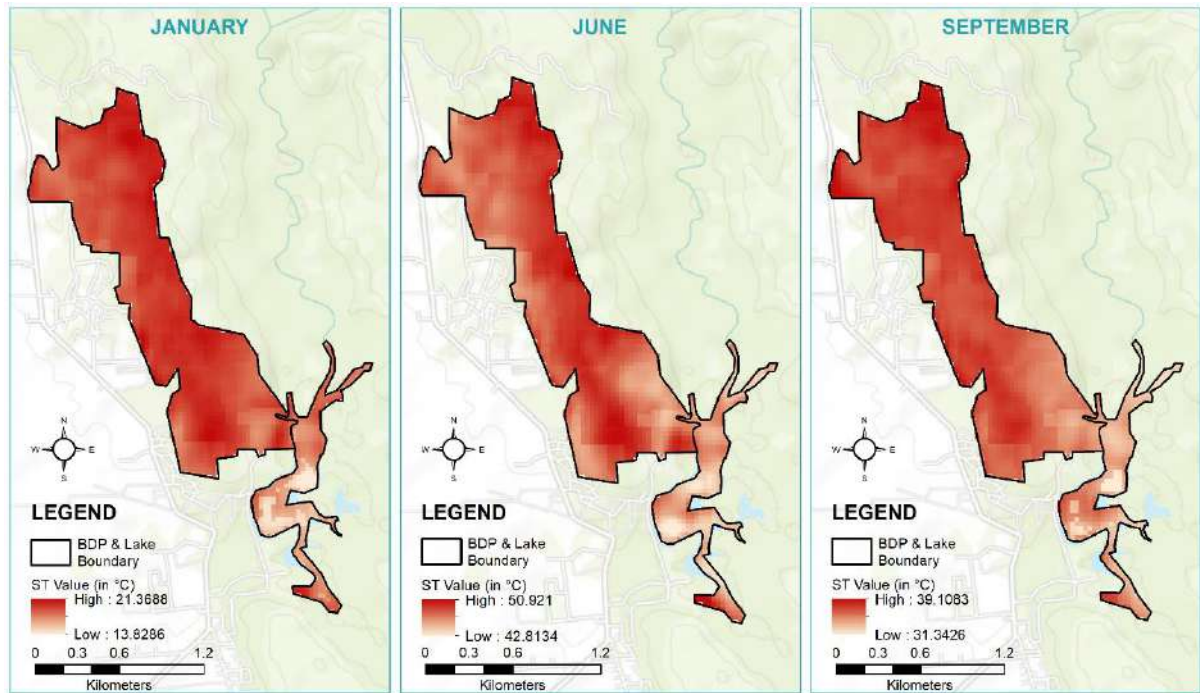 JANUARY
N
W E
S
LEGEND
BDP & Lake
Boundary
ST Value (in °C)
High : 21.3688
Low : 13.8286
0 0.3 0.6 1.2
Kilometers
JUNE
N
W E
S
LEGEND
BDP & Lake
Boundary
ST Value (in °C)
High : 50.921
Low : 42.8134
0 0.3 0.6 1.2
Kilometers
SEPTEMBER
N
W E
S
LEGEND
BDP & Lake
Boundary
ST Value (in °C)
High : 39.1083
Low : 31.3426
0 0.3 0.6 1.2
Kilometers